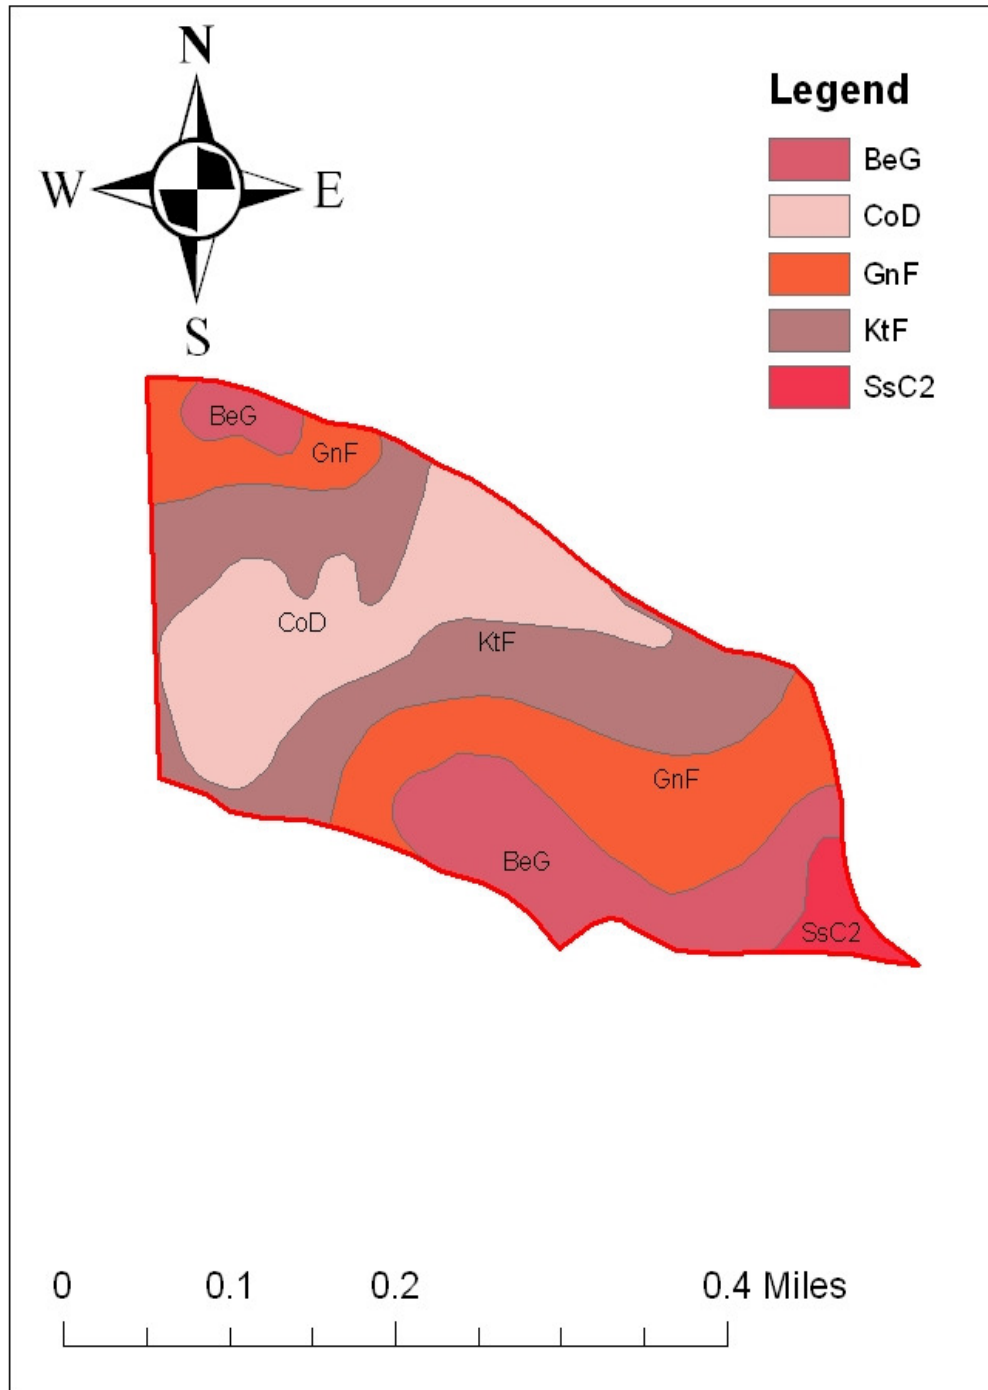 N
W E
S
Legend
BeG
CoD
GnF
KtF
SsC2
BeG
GnF
CoD
KtF
GnF
BeG
SsC2
0 0.1 0.2 0.4 Miles